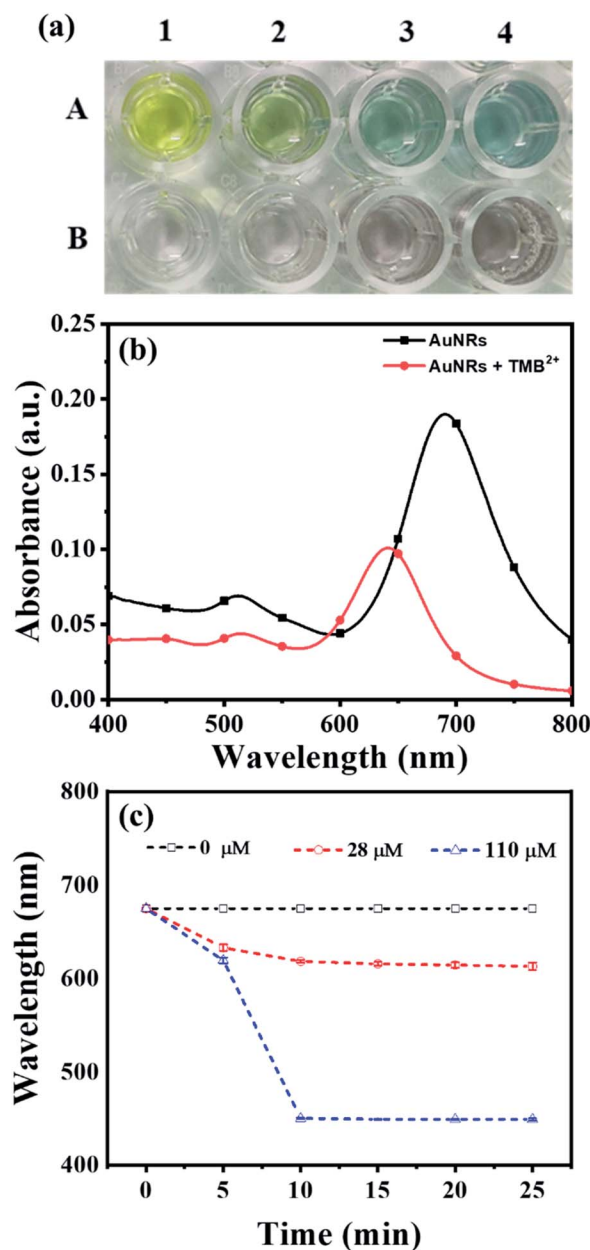 (a) 1 2 3 4
A
B
(b)
AuNRs
AuNRs + TMB²⁺
0.25
0.20
0.15
0.10
0.05
0.00
Absorbance (a.u.)
400 500 600 700 800
Wavelength (nm)
(c)
0 µM 28 µM 110 µM
800
700
600
500
400
Wavelength (nm)
0 5 10 15 20 25
Time (min)